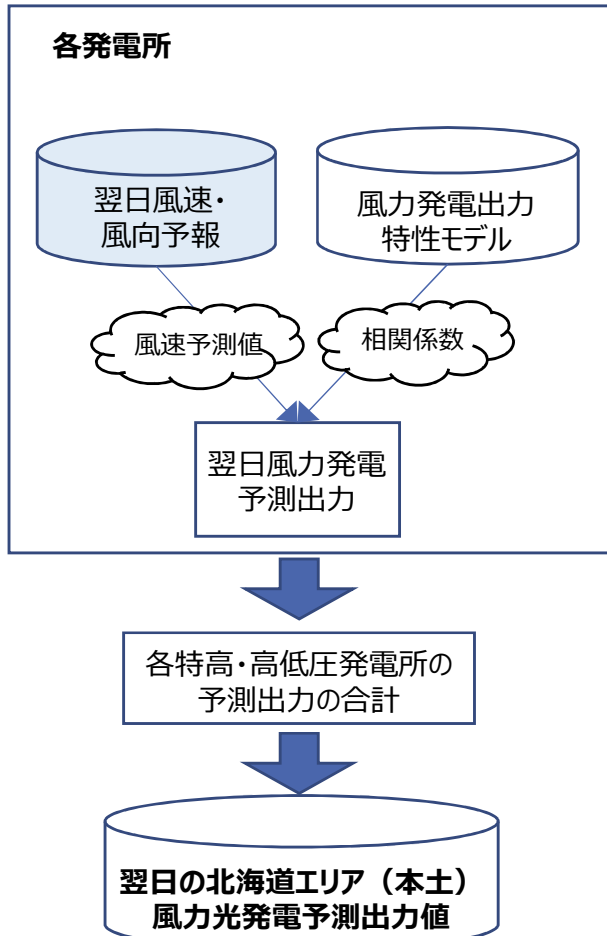 各発電所
翌日風速・
風向予報
風力発電出力
特性モデル
風速予測値
相関係数
翌日風力発電
予測出力
各特高・高低圧発電所の
予測出力の合計
翌日の北海道エリア（本土）
風力光発電予測出力値